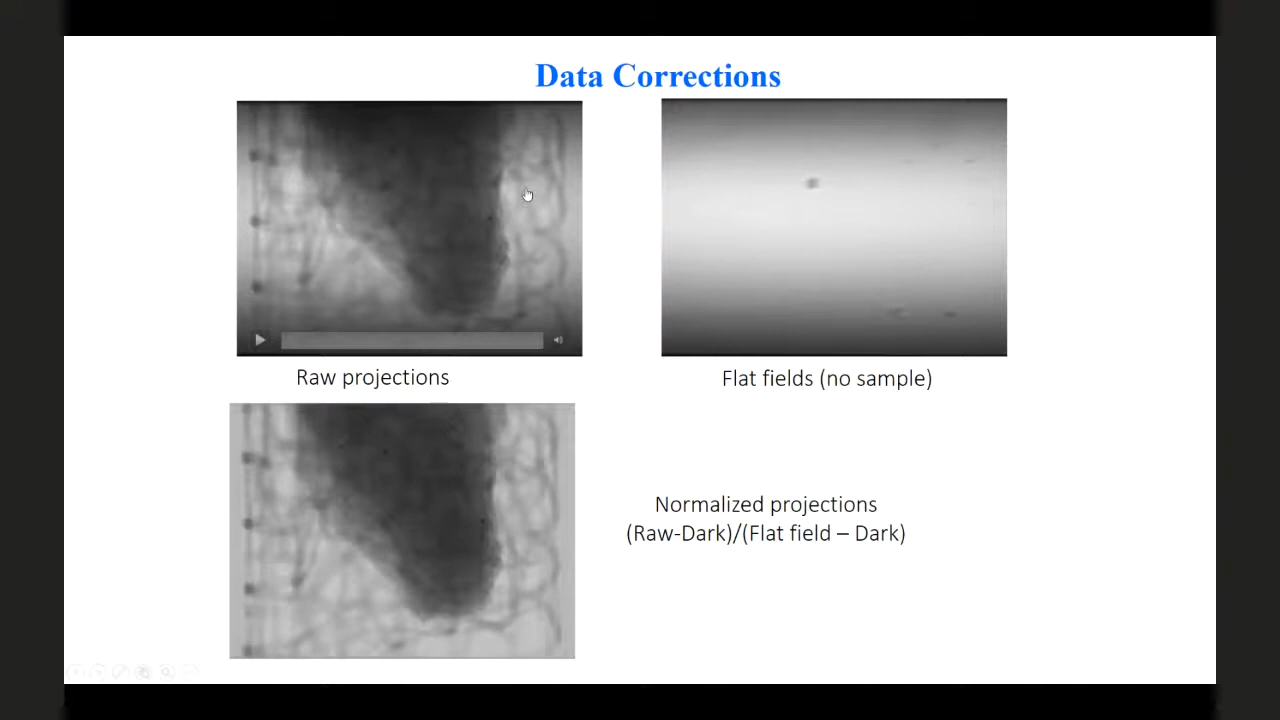 Data Corrections
Raw projections
Flat fields (no sample)
Normalized projections
(Raw-Dark)/(Flat field – Dark)